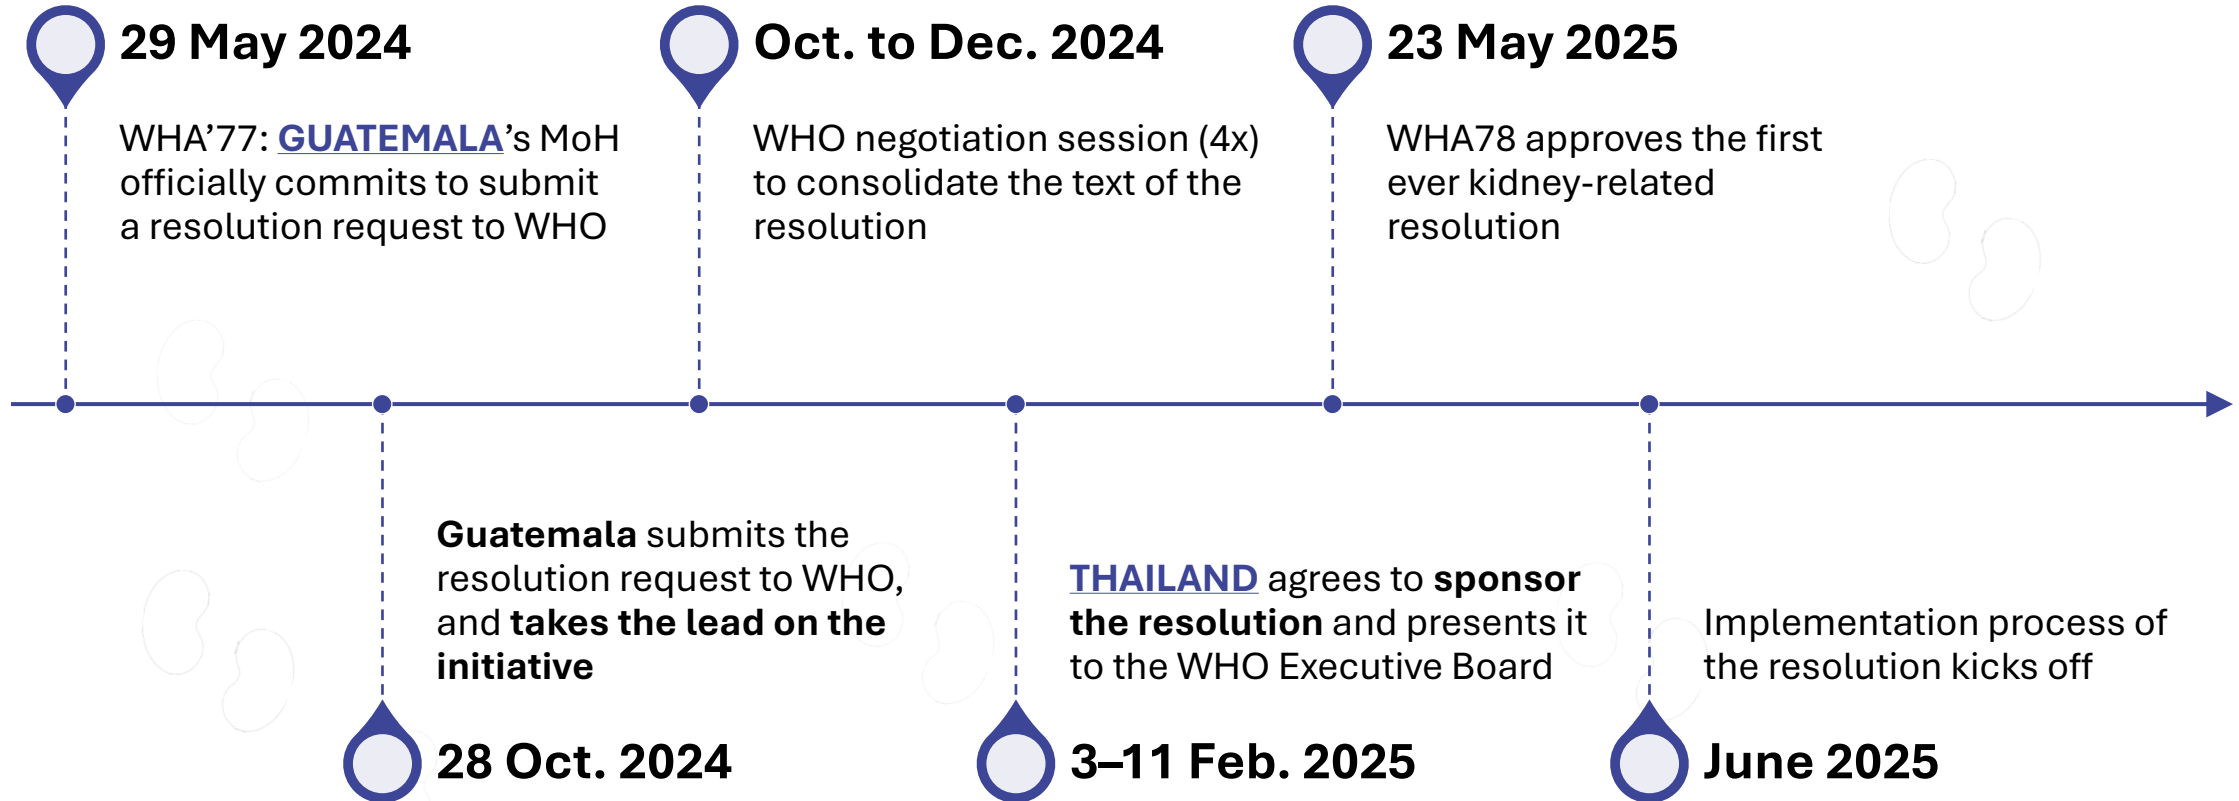 29 May 2024
WHA’77: GUATEMALA’s MoH
officially commits to submit
a resolution request to WHO
Guatemala submits the
resolution request to WHO,
and takes the lead on the
initiative
28 Oct. 2024
Oct. to Dec. 2024
WHO negotiation session (4x)
to consolidate the text of the
resolution
THAILAND agrees to sponsor
the resolution and presents it
to the WHO Executive Board
3–11 Feb. 2025
23 May 2025
WHA78 approves the first
ever kidney-related
resolution
Implementation process of
the resolution kicks off
June 2025